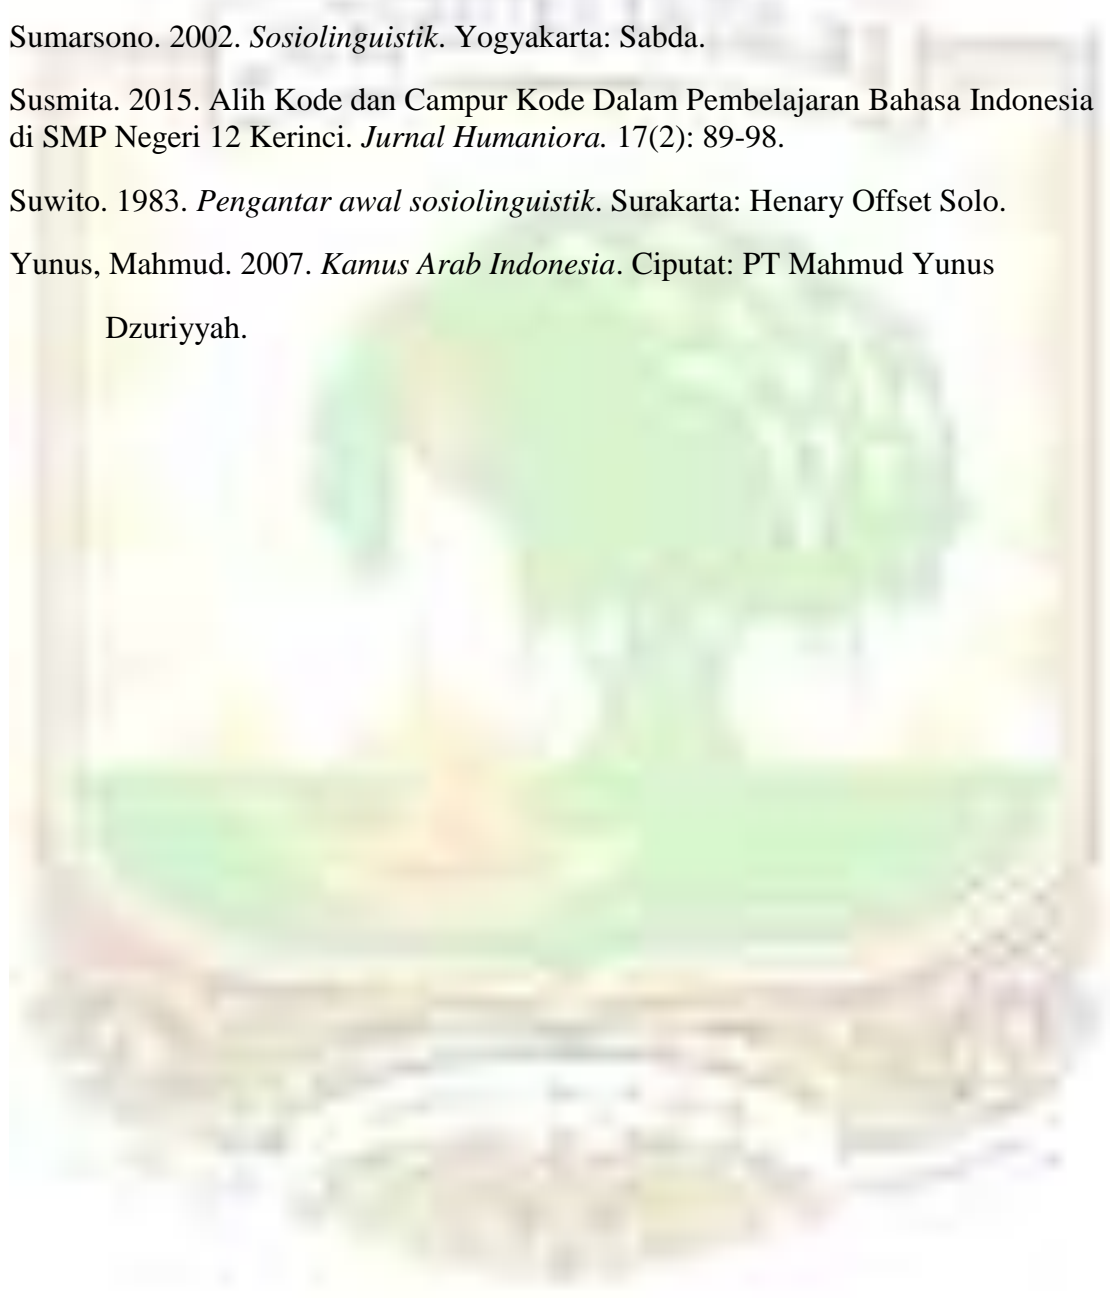 Sumarsono. 2002. Sosiolinguistik. Yogyakarta: Sabda.
Susmita. 2015. Alih Kode dan Campur Kode Dalam Pembelajaran Bahasa Indonesia
di SMP Negeri 12 Kerinci. Jurnal Humaniora. 17(2): 89-98.
Suwito. 1983. Pengantar awal sosiolinguistik. Surakarta: Henary Offset Solo.
Yunus, Mahmud. 2007. Kamus Arab Indonesia. Ciputat: PT Mahmud Yunus
Dzuriyyah.